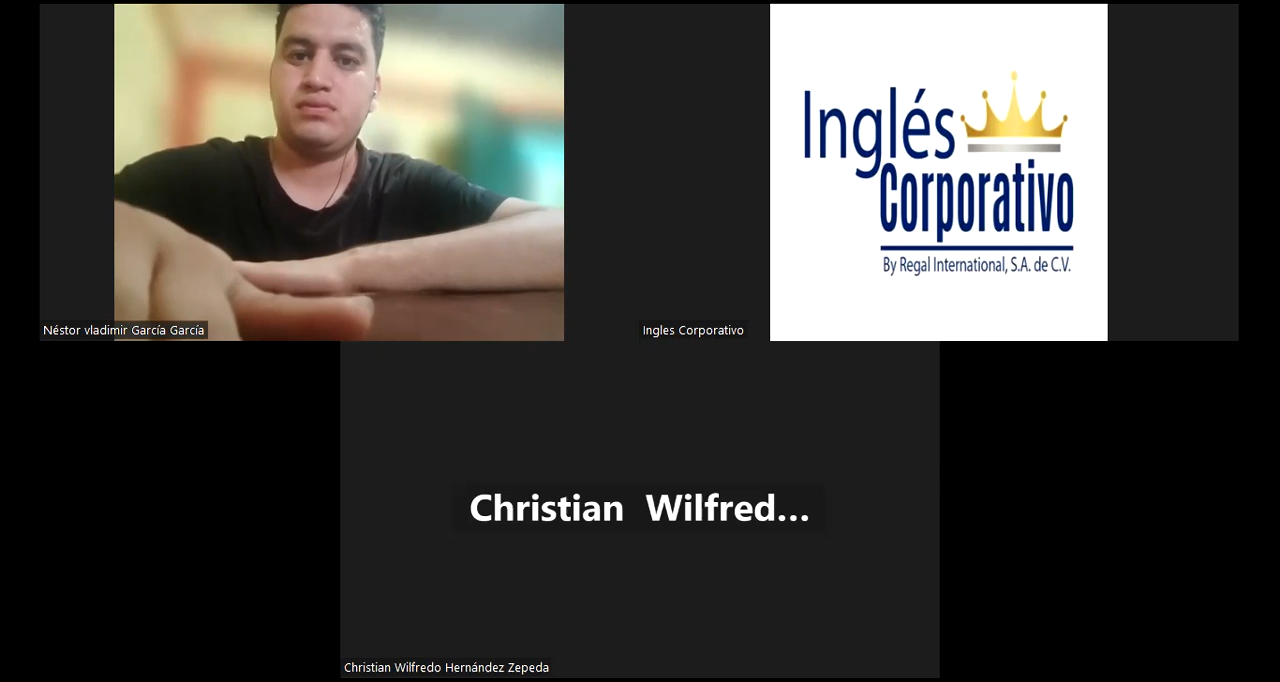 Néstor vladimir García García
Inglés
Corporativo
By Regal International, S.A. de C.V.
Ingles Corporativo
Christian Wilfred...
Christian Wilfredo Hernández Zepeda